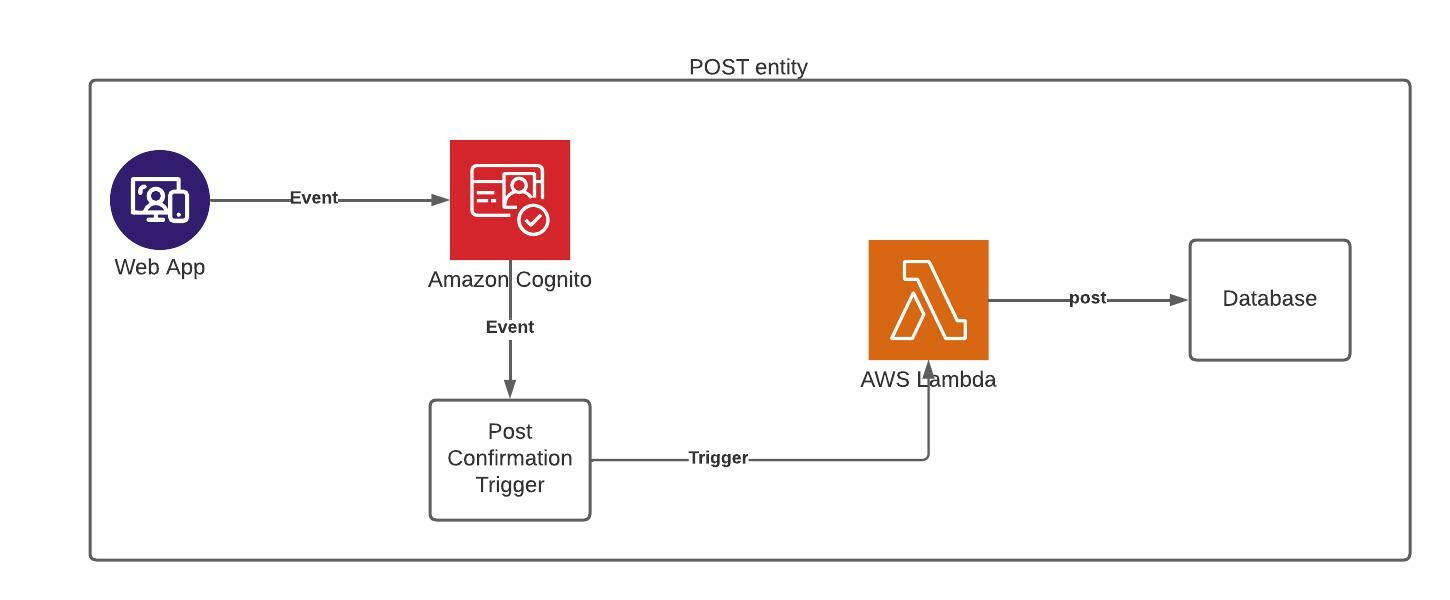 POST entity
Event
Web App
Amazon Cognito
Event
Post
Confirmation
Trigger
Trigger
AWS Lambda
post
Database